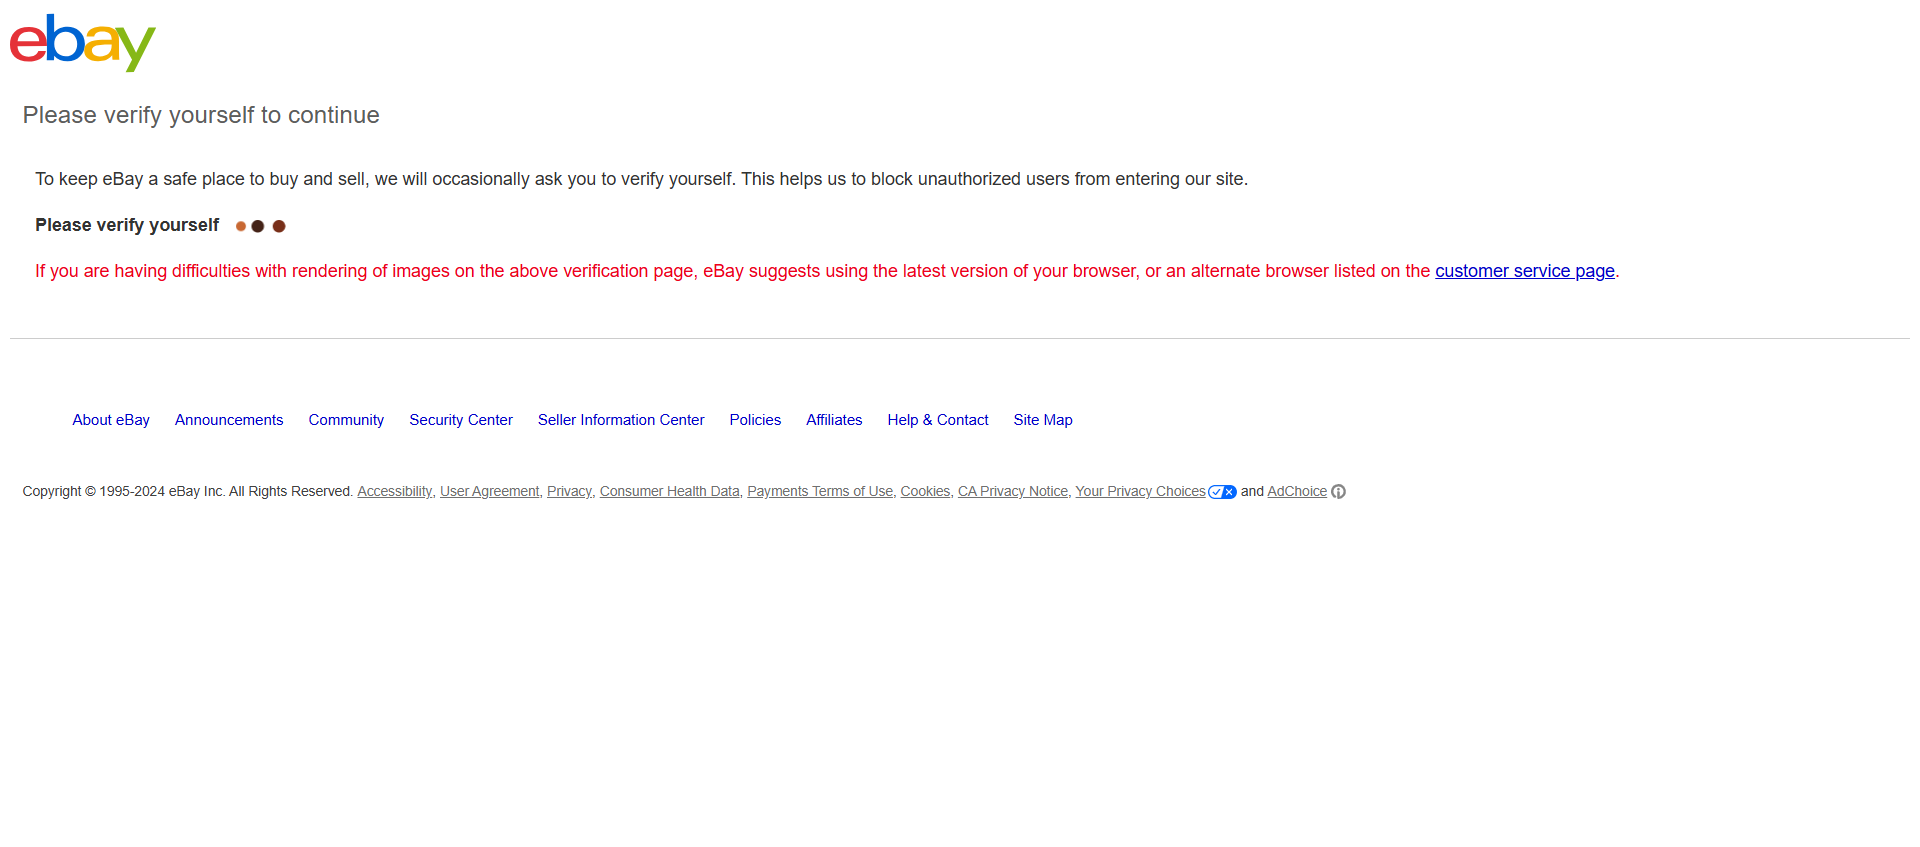 ebay
Please verify yourself to continue
To keep eBay a safe place to buy and sell, we will occasionally ask you to verify yourself. This helps us to block unauthorized users from entering our site.
Please verify yourself
If you are having difficulties with rendering of images on the above verification page, eBay suggests using the latest version of your browser, or an alternate browser listed on the customer service page.
About eBay Announcements Community Security Center Seller Information Center Policies Affiliates Help & Contact Site Map
Copyright © 1995-2024 eBay Inc. All Rights Reserved. Accessibility, User Agreement, Privacy, Consumer Health Data, Payments Terms of Use, Cookies, CA Privacy Notice, Your Privacy Choices and AdChoice